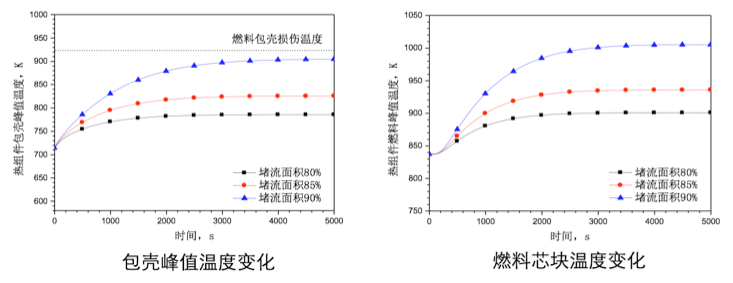 热组件包壳峰值温度, K
1000
950
900
850
800
750
700
650
600
燃料包壳损伤温度
堵流面积80%
堵流面积85%
堵流面积90%
0 1000 2000 3000 4000 5000
时间, s
包壳峰值温度变化
热组件燃料峰值温度, K
1050
1000
950
900
850
800
750
堵流面积80%
堵流面积85%
堵流面积90%
0 1000 2000 3000 4000 5000
时间, s
燃料芯块温度变化